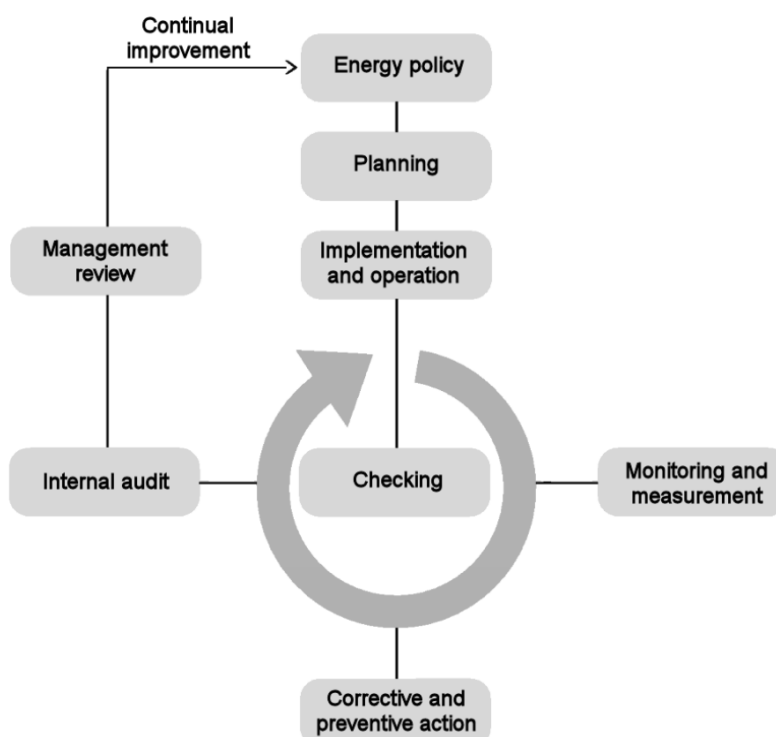 Continual
improvement
Energy policy
Planning
Management
review
Implementation
and operation
Internal audit
Checking
Monitoring and
measurement
Corrective and
preventive action